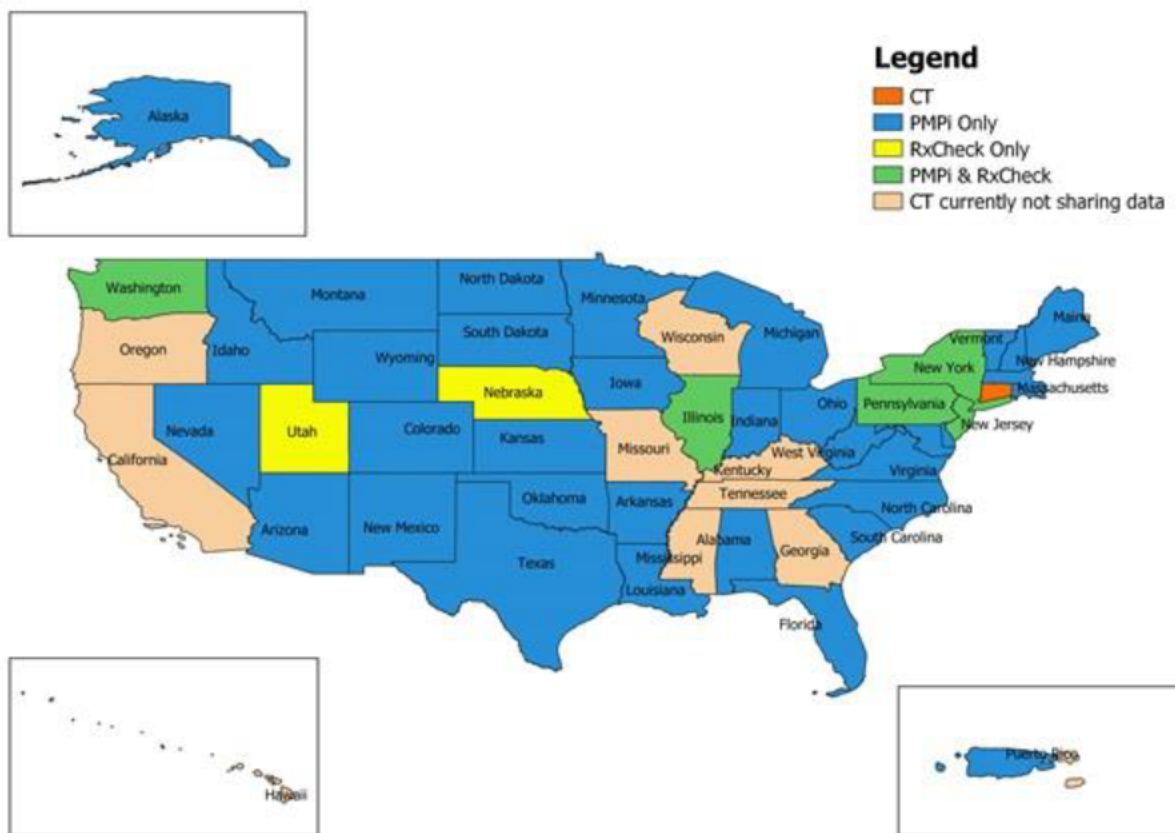 Legend
CT
PMPi Only
RxCheck Only
PMPi & RxCheck
CT currently not sharing data
Alaska
Washington
Montana
North Dakota
Minnesota
Wisconsin
Michigan
Vermont
Maine
New Hampshire
Massachusetts
Oregon
Idaho
South Dakota
Wyoming
New York
Nebraska
Iowa
Illinois
Indiana
Ohio
Pennsylvania
New Jersey
Nevada
Utah
Colorado
Kansas
Missouri
West Virginia
Kentucky
Virginia
California
Tennessee
Oklahoma
Arkansas
North Carolina
Arizona
New Mexico
Alabama
Georgia
South Carolina
Mississippi
Texas
Louisiana
Florida
Hawaii
Puerto Rico